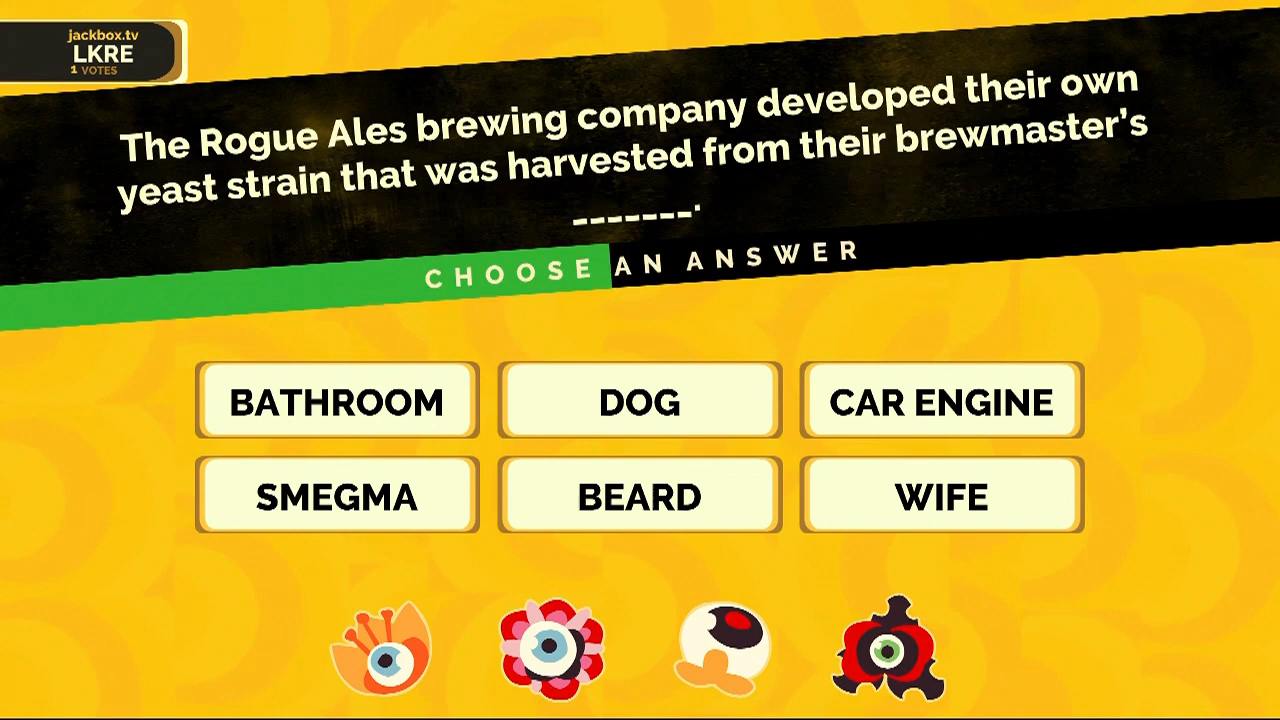 jackbox.tv
LKRE
1 VOTES
The Rogue Ales brewing company developed their own
yeast strain that was harvested from their brewmaster's
_______.
CHOOSE AN ANSWER
BATHROOM
DOG
CAR ENGINE
SMEGMA
BEARD
WIFE